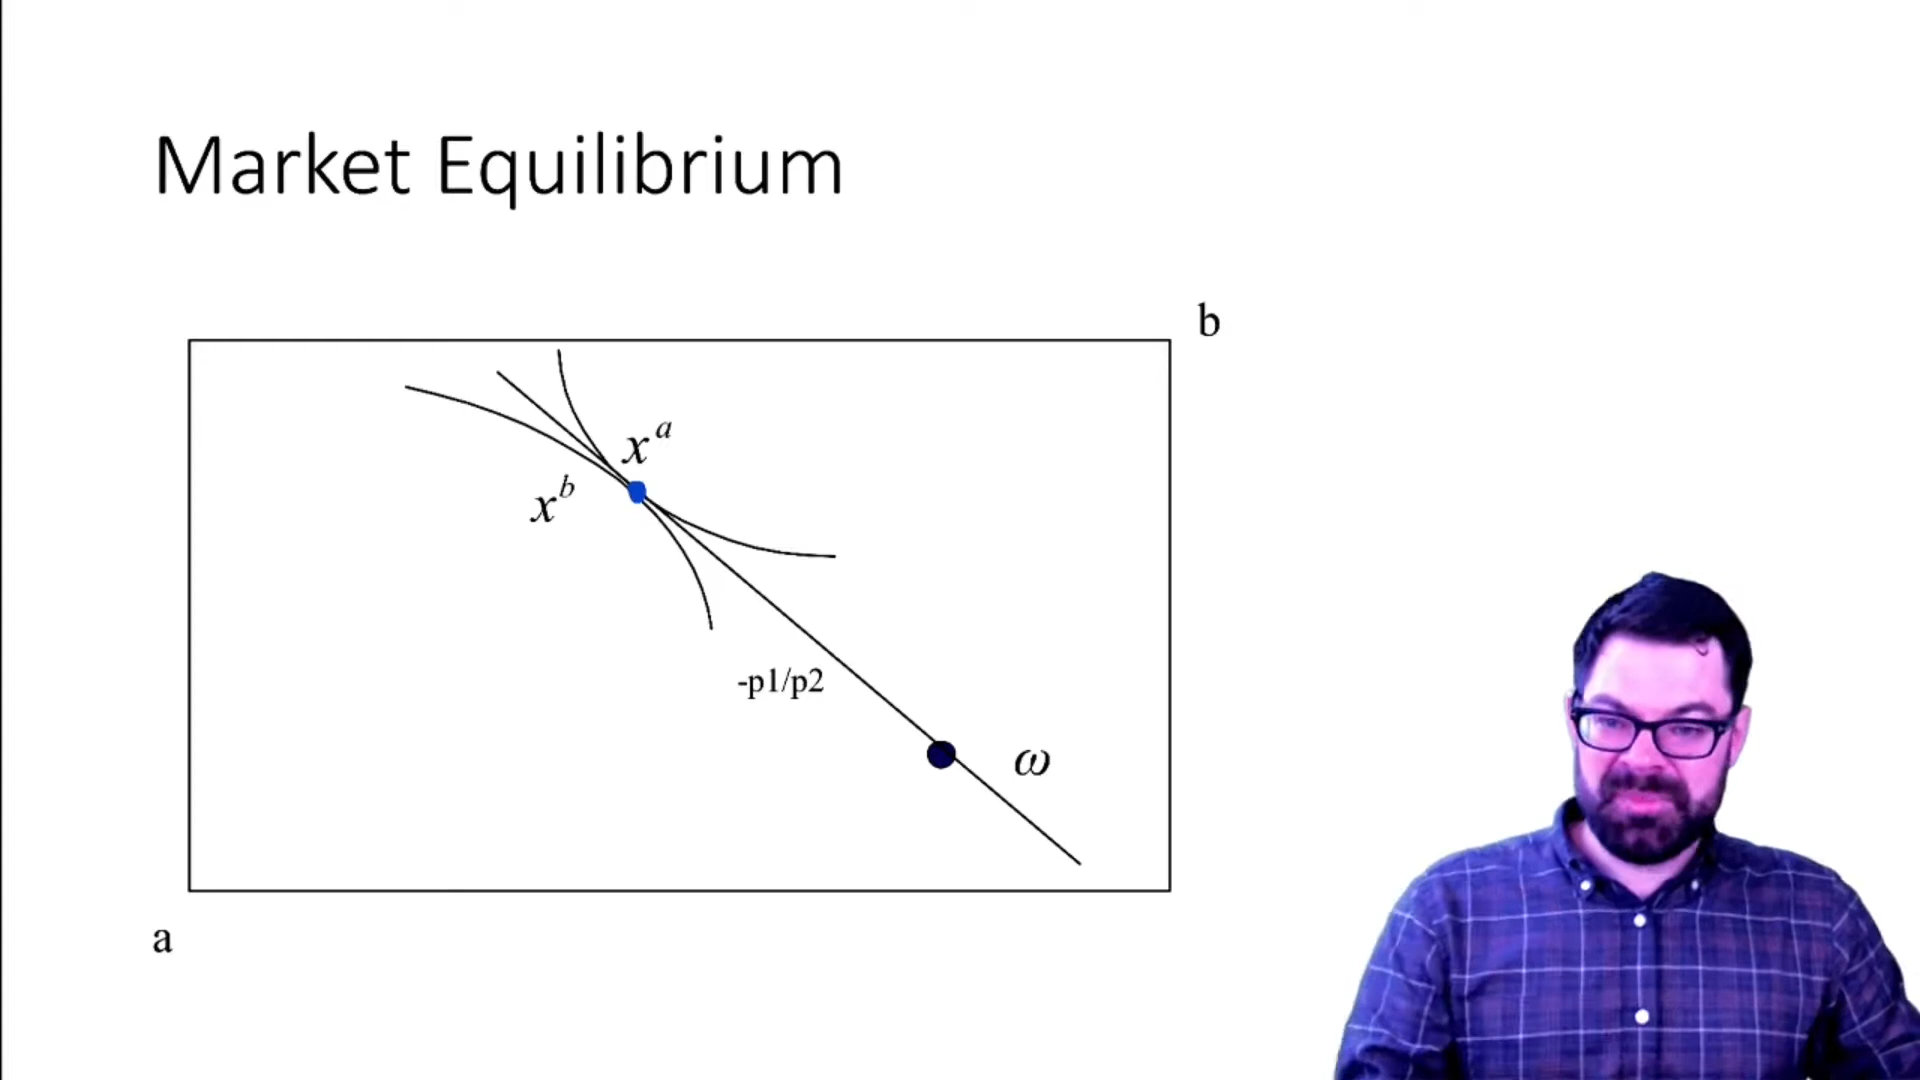 Market Equilibrium
b
x^a
x^b
-p1/p2
ω
a